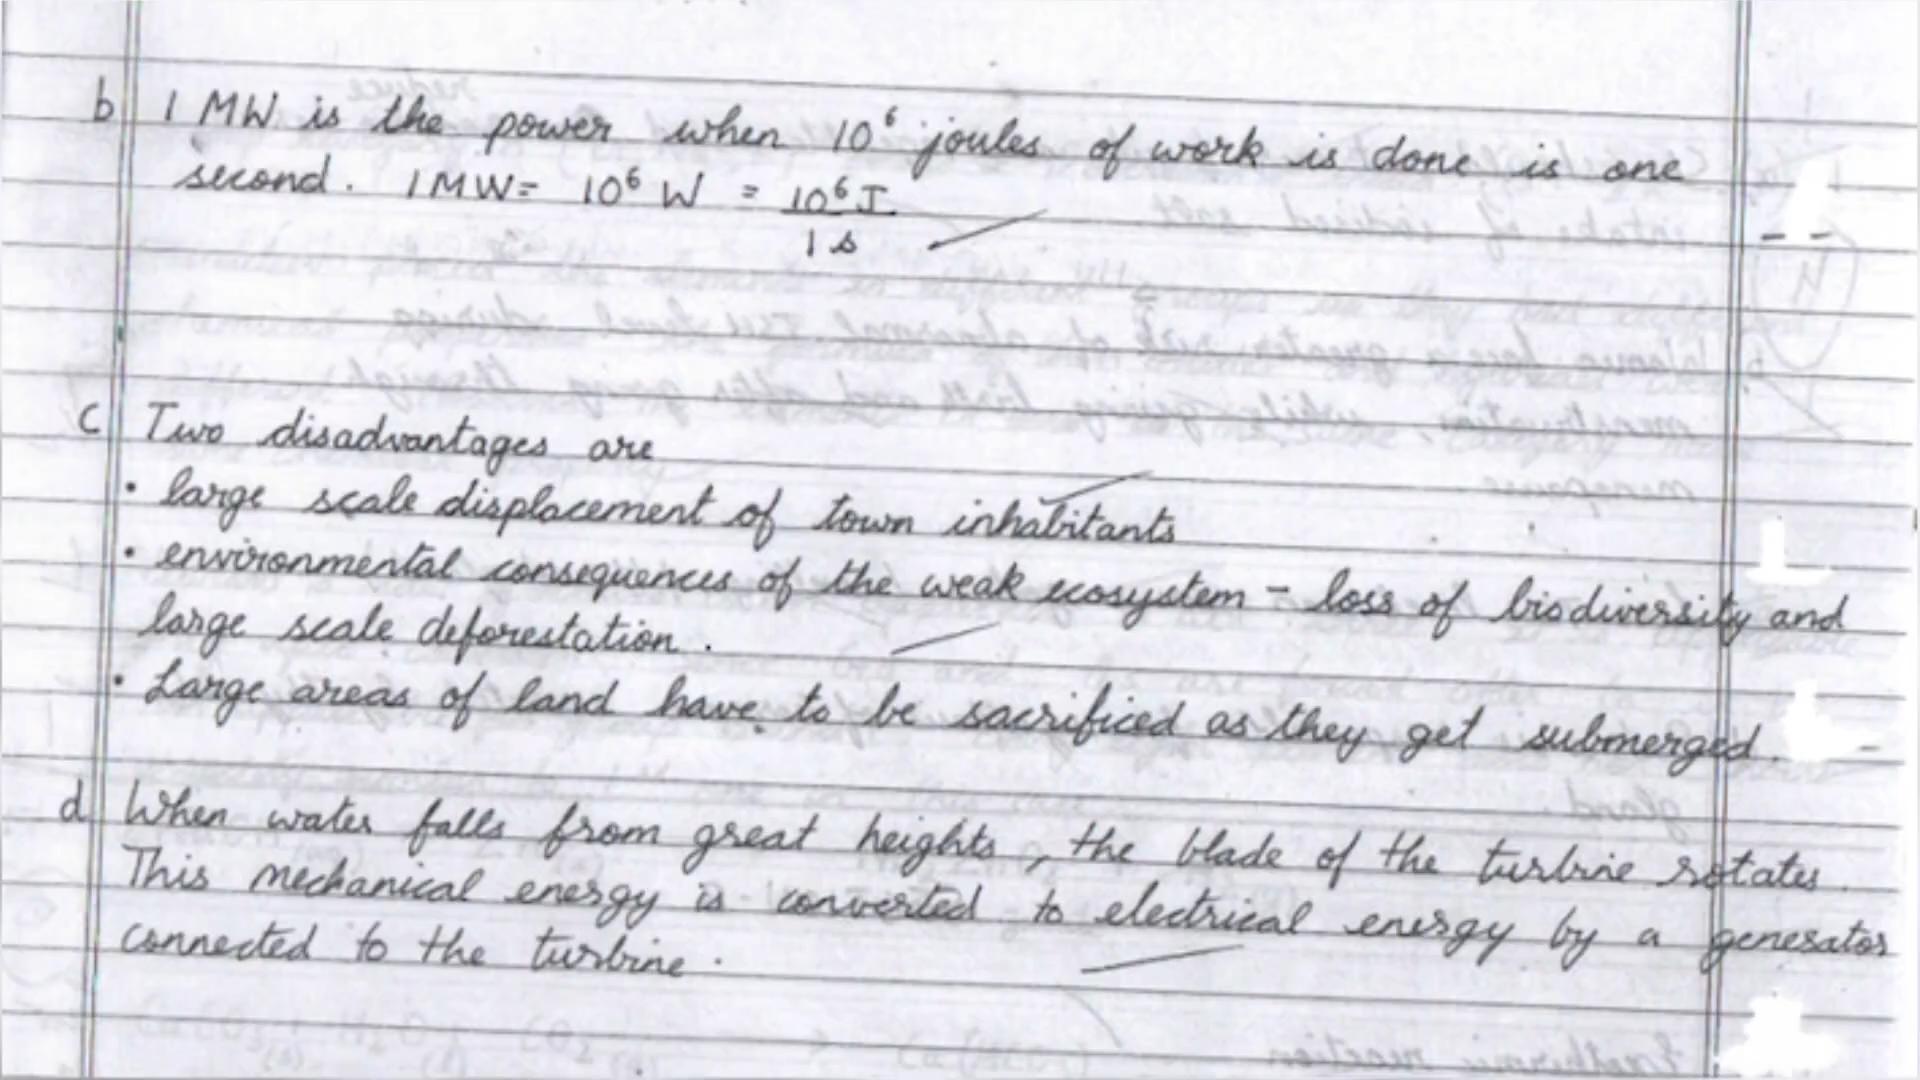 b 1 MW is the power when 10⁶ joules of work is done is one
second. 1MW= 10⁶ W = 10⁶J
1s
c Two disadvantages are
• large scale displacement of town inhabitants
• environmental consequences of the weak ecosystem - loss of biodiversity and
large scale deforestation.
• Large areas of land have to be sacrificed as they get submerged.
d When water falls from great heights, the blade of the turbine rotates.
This mechanical energy is converted to electrical energy by a generator
connected to the turbine.